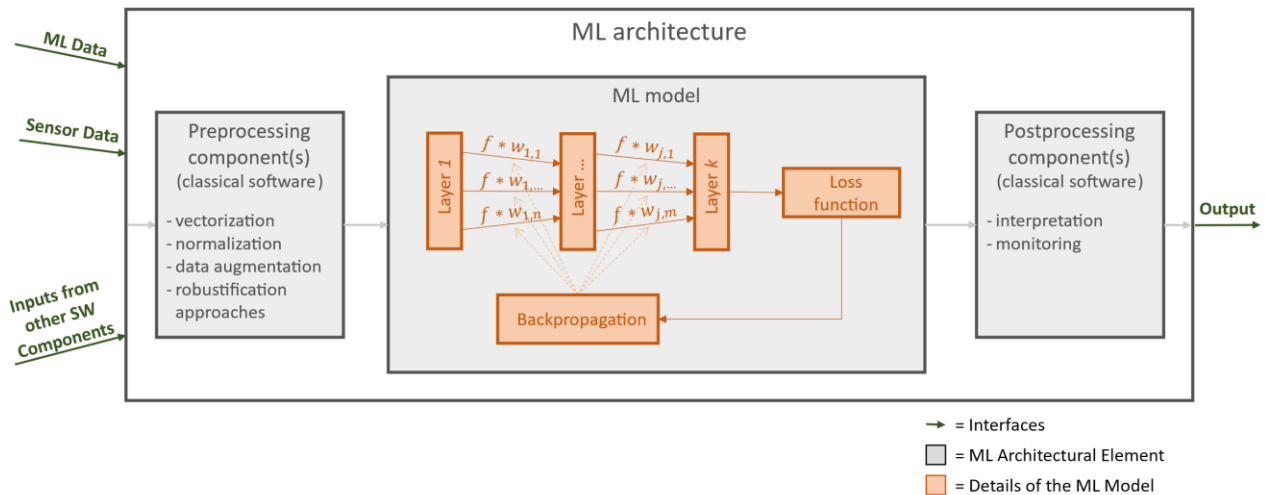 ML architecture
ML Data
Sensor Data
Inputs from
other SW
Components
Preprocessing
component(s)
(classical software)
- vectorization
- normalization
- data augmentation
- robustification
approaches
ML model
Layer 1
f * w1,1
f * w1,...
f * w1,n
Layer ...
f * wj,1
f * wj,...
f * wj,m
Layer k
Loss
function
Backpropagation
Postprocessing
component(s)
(classical software)
- interpretation
- monitoring
Output
= Interfaces
= ML Architectural Element
= Details of the ML Model